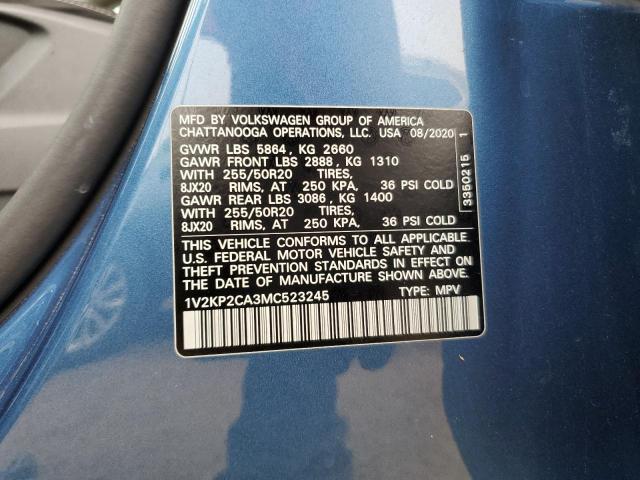 MFD BY VOLKSWAGEN GROUP OF AMERICA
CHATTANOOGA OPERATIONS, LLC. USA 08/2020
GVWR LBS 5864, KG 2660
GAWR FRONT LBS 2888, KG 1310
WITH 255/50R20 TIRES,
8JX20 RIMS, AT 250 KPA, 36 PSI COLD
GAWR REAR LBS 3086, KG 1400
WITH 255/50R20 TIRES,
8JX20 RIMS, AT 250 KPA, 36 PSI COLD
THIS VEHICLE CONFORMS TO ALL APPLICABLE
U.S. FEDERAL MOTOR VEHICLE SAFETY AND
THEFT PREVENTION STANDARDS IN EFFECT ON
THE DATE OF MANUFACTURE SHOWN ABOVE.
1V2KP2CA3MC523245 TYPE: MPV
3350215 1